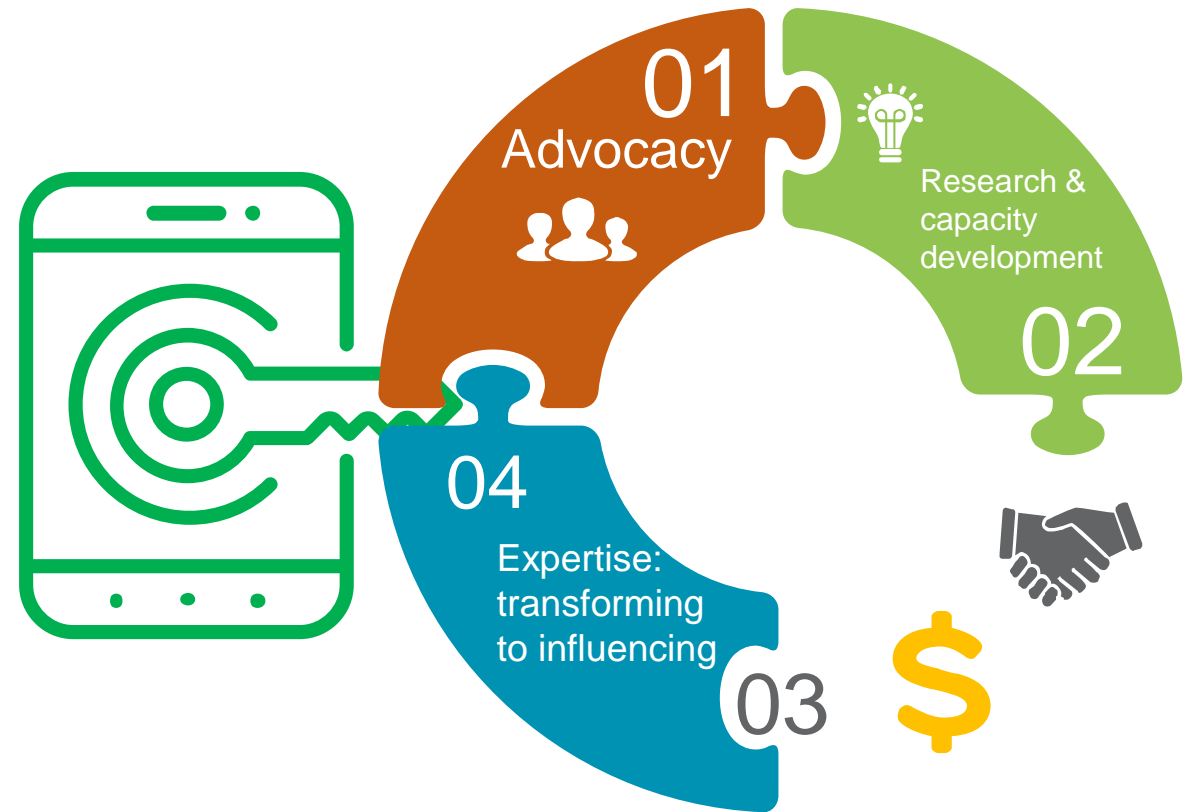 01
Advocacy
Research &
capacity
development
02
03
04
Expertise:
transforming
to influencing
$